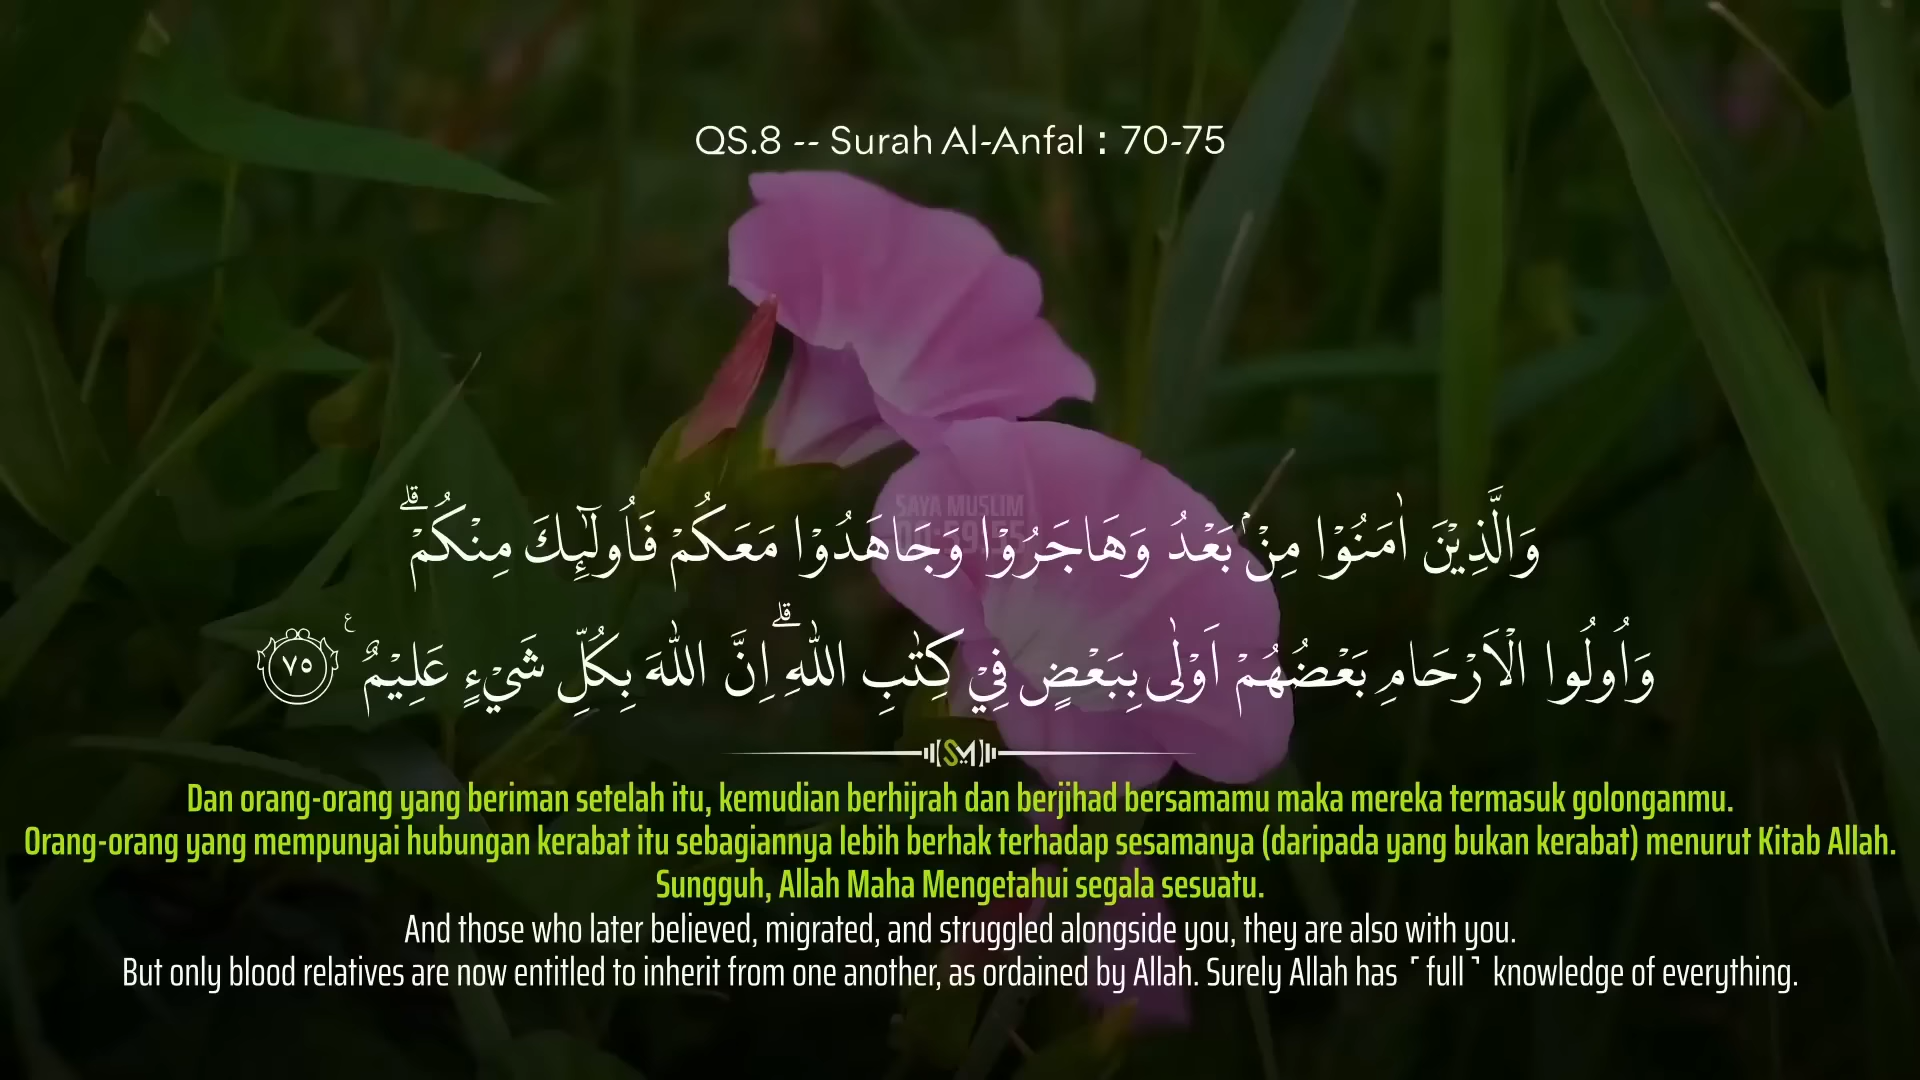 QS.8 -- Surah Al-Anfal : 70-75
SAYA MUSLIM
وَالَّذِيْنَ اٰمَنُوْا مِنْۢ بَعْدُ وَهَاجَرُوْا وَجَاهَدُوْا مَعَكُمْ فَاُولٰۤىِٕكَ مِنْكُمْۗ
وَاُولُوا الْاَرْحَامِ بَعْضُهُمْ اَوْلٰى بِبَعْضٍ فِيْ كِتٰبِ اللّٰهِ ۗاِنَّ اللّٰهَ بِكُلِّ شَيْءٍ عَلِيْمٌ ࣖ ٧٥
SM
Dan orang-orang yang beriman setelah itu, kemudian berhijrah dan berjihad bersamamu maka mereka termasuk golonganmu.
Orang-orang yang mempunyai hubungan kerabat itu sebagiannya lebih berhak terhadap sesamanya (daripada yang bukan kerabat) menurut Kitab Allah.
Sungguh, Allah Maha Mengetahui segala sesuatu.
And those who later believed, migrated, and struggled alongside you, they are also with you.
But only blood relatives are now entitled to inherit from one another, as ordained by Allah. Surely Allah has ˹full˺ knowledge of everything.